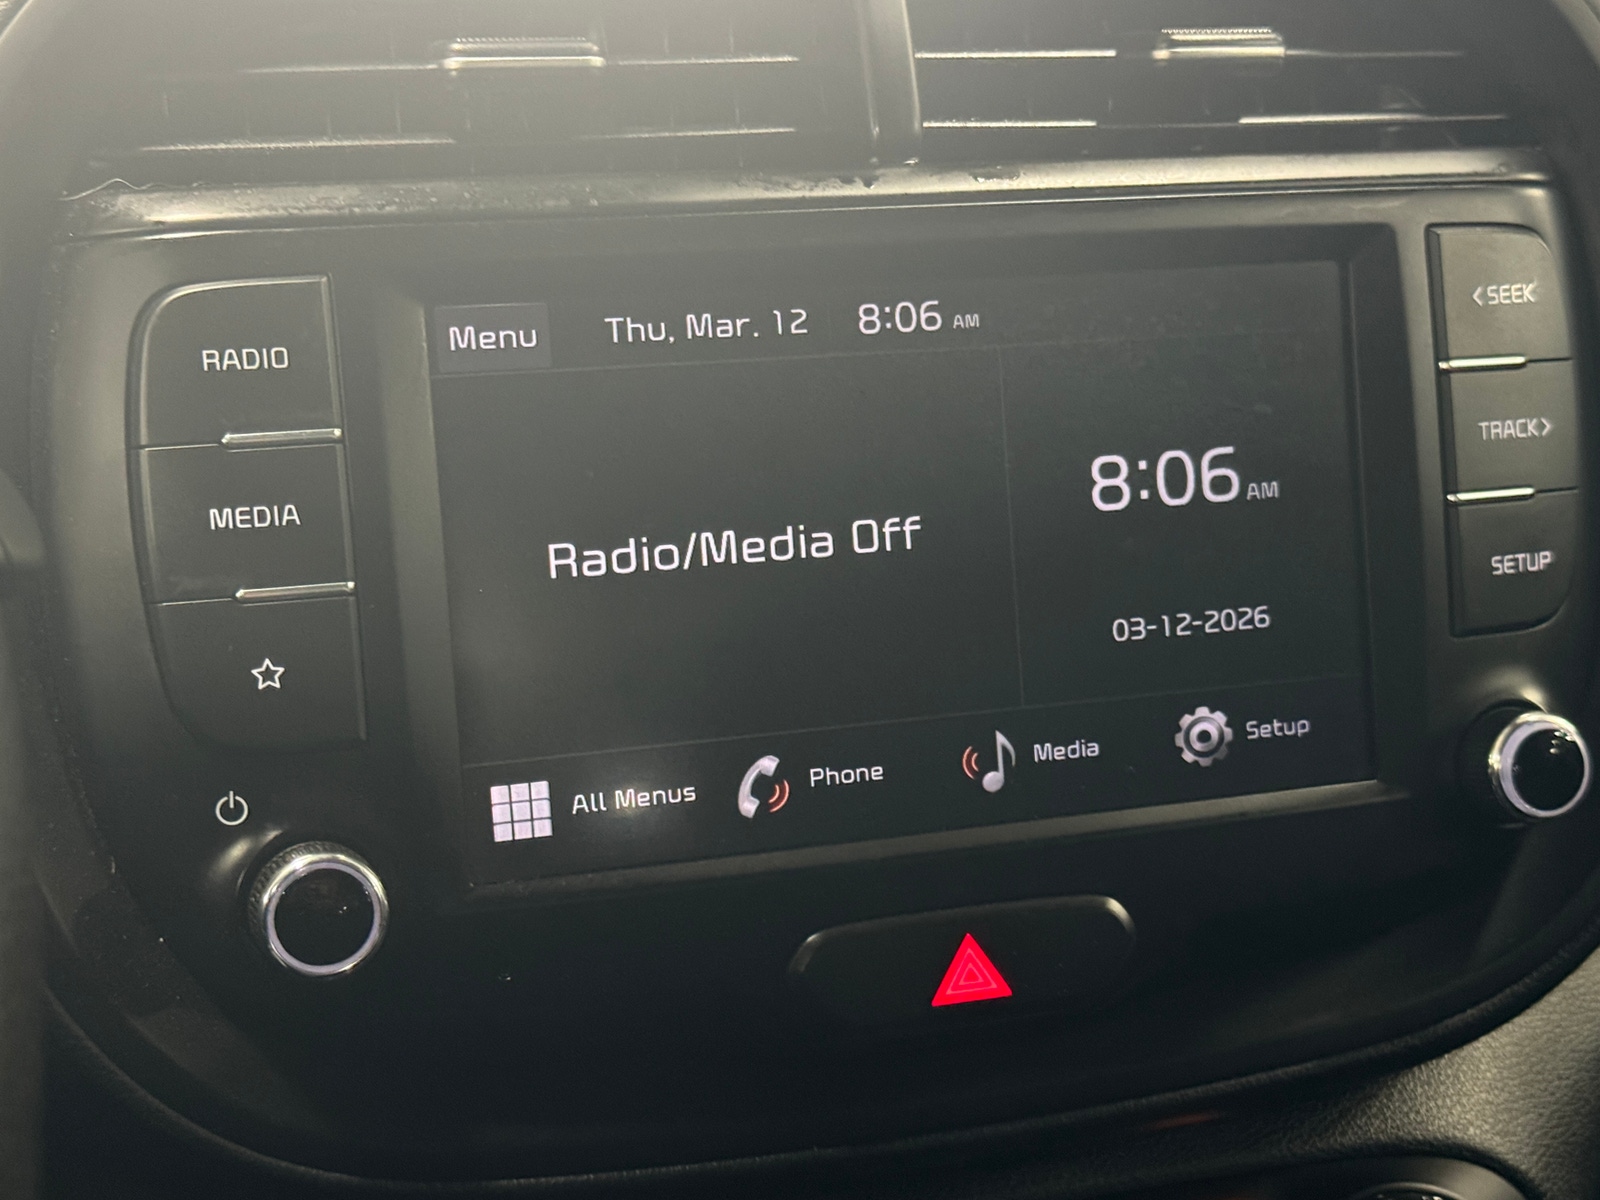 RADIO
MEDIA
Menu
Thu, Mar. 12
8:06 AM
Radio/Media Off
8:06 AM
03-12-2026
All Menus
Phone
Media
Setup
<SEEK
TRACK>
SETUP